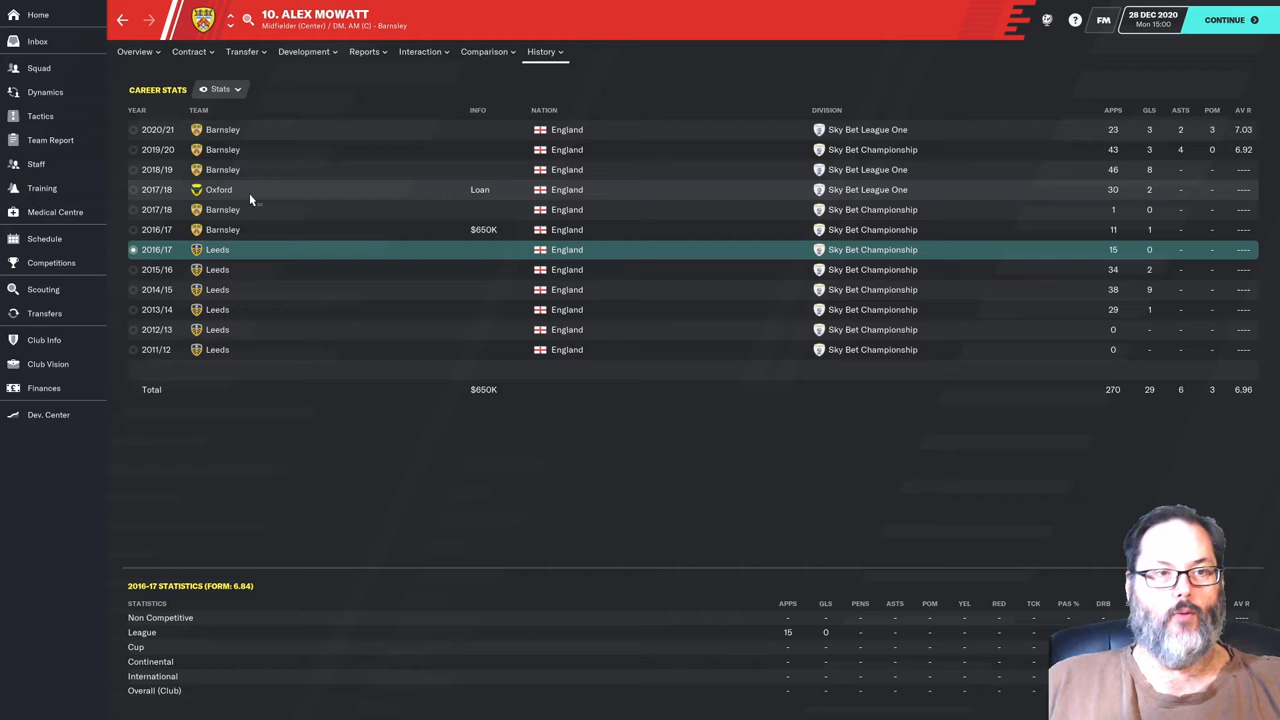 Home
Inbox
Squad
Dynamics
Tactics
Team Report
Staff
Training
Medical Centre
Schedule
Competitions
Scouting
Transfers
Club Info
Club Vision
Finances
Dev. Center
10. ALEX MOWATT
Midfielder (Center) / DM, AM (C) - Barnsley
FM
28 DEC 2020
Mon 15:00
CONTINUE
Overview Contract Transfer Development Reports Interaction Comparison History
CAREER STATS Stats
YEAR TEAM INFO NATION DIVISION APPS GLS ASTS POM AV R
2020/21 Barnsley England Sky Bet League One 23 3 2 3 7.03
2019/20 Barnsley England Sky Bet Championship 43 3 4 0 6.92
2018/19 Barnsley England Sky Bet League One 46 8 - - ----
2017/18 Oxford Loan England Sky Bet League One 30 2 - - ----
2017/18 Barnsley England Sky Bet Championship 1 0 - - ----
2016/17 Barnsley $650K England Sky Bet Championship 11 1 - - ----
2016/17 Leeds England Sky Bet Championship 15 0 - - ----
2015/16 Leeds England Sky Bet Championship 34 2 - - ----
2014/15 Leeds England Sky Bet Championship 38 9 - - ----
2013/14 Leeds England Sky Bet Championship 29 1 - - ----
2012/13 Leeds England Sky Bet Championship 0 - - - ----
2011/12 Leeds England Sky Bet Championship 0 - - - ----
Total $650K 270 29 6 3 6.96
2016-17 STATISTICS (FORM: 6.84)
STATISTICS APPS GLS PENS ASTS POM YEL RED TCK PAS % DRB AV R
Non Competitive - - - - - - - - - - ----
League 15 0 - - - - - - - -
Cup - - - - - - - - - -
Continental - - - - - - - - - -
International - - - - - - - - -
Overall (Club) - - - - - - - - -